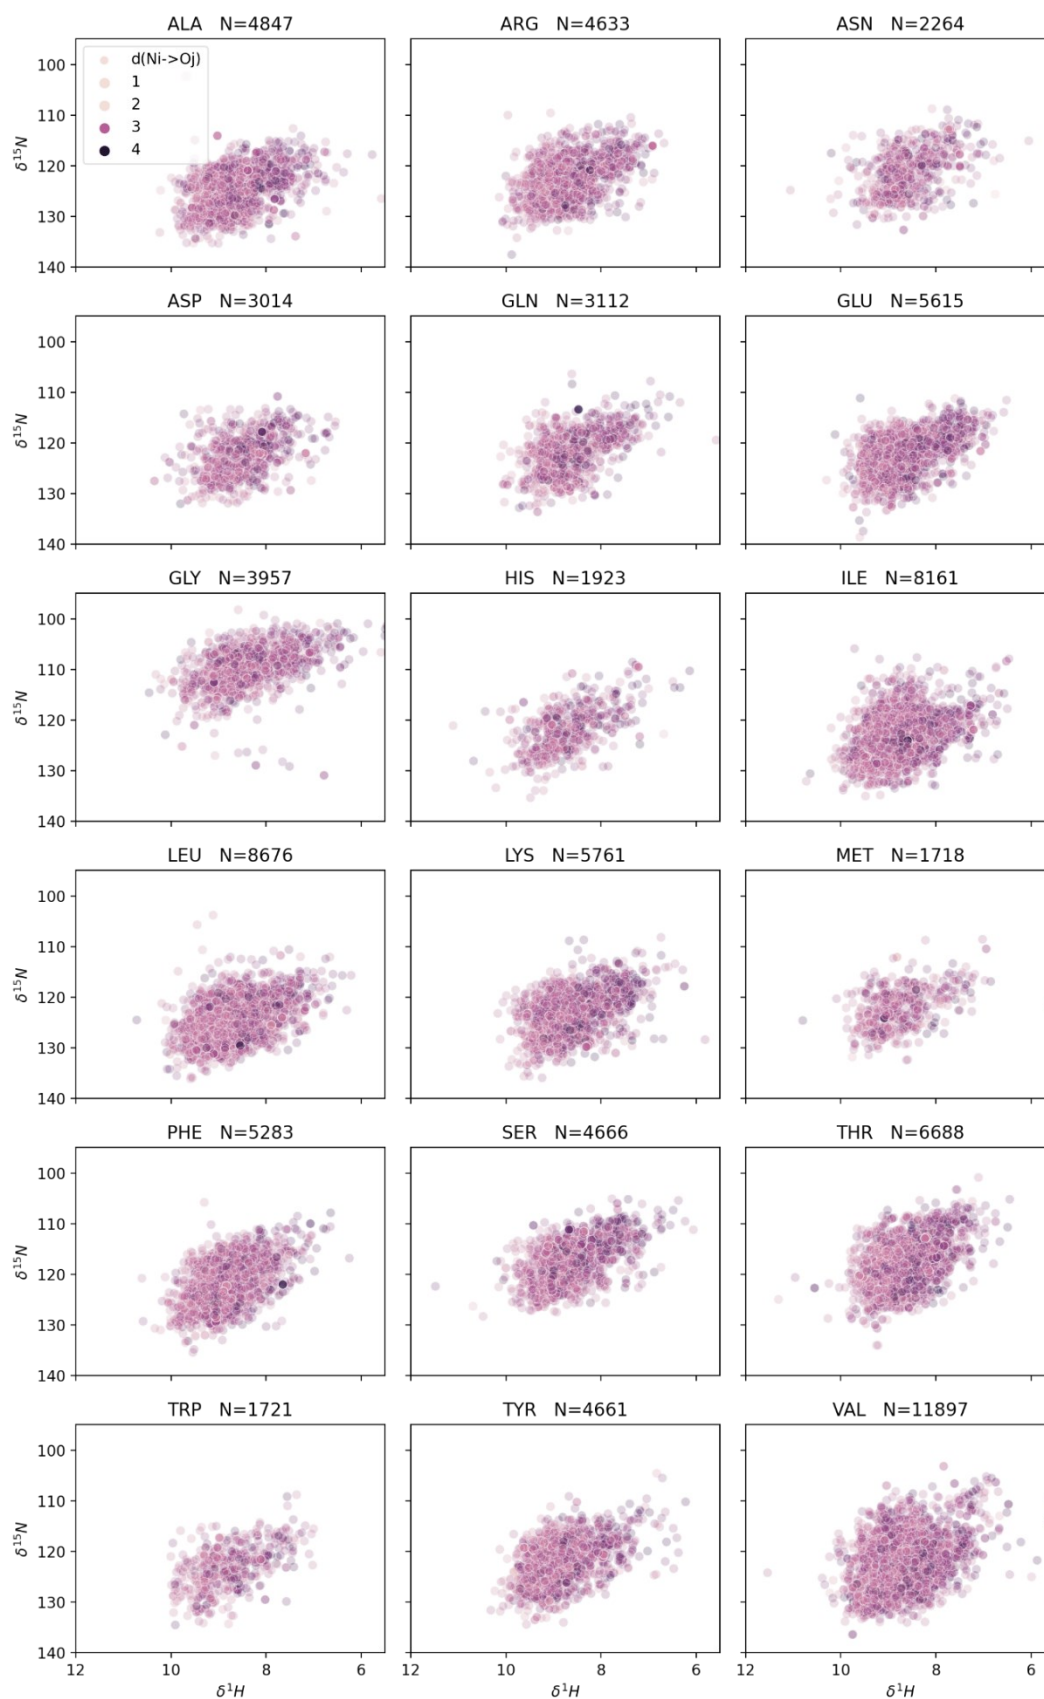 ALA   N=4847
ARG   N=4633
ASN   N=2264
d(Ni->Oj)
1
2
3
4
100
110
120
130
140
δ¹⁵N
ASP   N=3014
GLN   N=3112
GLU   N=5615
100
110
120
130
140
δ¹⁵N
GLY   N=3957
HIS   N=1923
ILE   N=8161
100
110
120
130
140
δ¹⁵N
LEU   N=8676
LYS   N=5761
MET   N=1718
100
110
120
130
140
δ¹⁵N
PHE   N=5283
SER   N=4666
THR   N=6688
100
110
120
130
140
δ¹⁵N
TRP   N=1721
TYR   N=4661
VAL   N=11897
100
110
120
130
140
δ¹⁵N
12 10 8 6
12 10 8 6
12 10 8 6
δ¹H
δ¹H
δ¹H